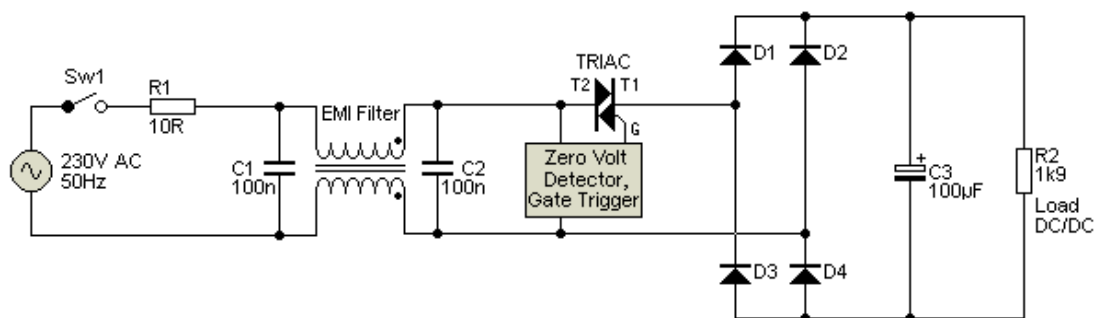 Sw1
R1
10R
230V AC
50Hz
C1
100n
EMI Filter
C2
100n
TRIAC
T2
T1
G
Zero Volt
Detector,
Gate Trigger
D1
D2
D3
D4
+
C3
100µF
R2
1k9
Load
DC/DC